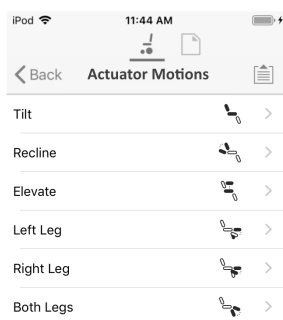 iPod 11:44 AM
Back Actuator Motions
Tilt
Recline
Elevate
Left Leg
Right Leg
Both Legs